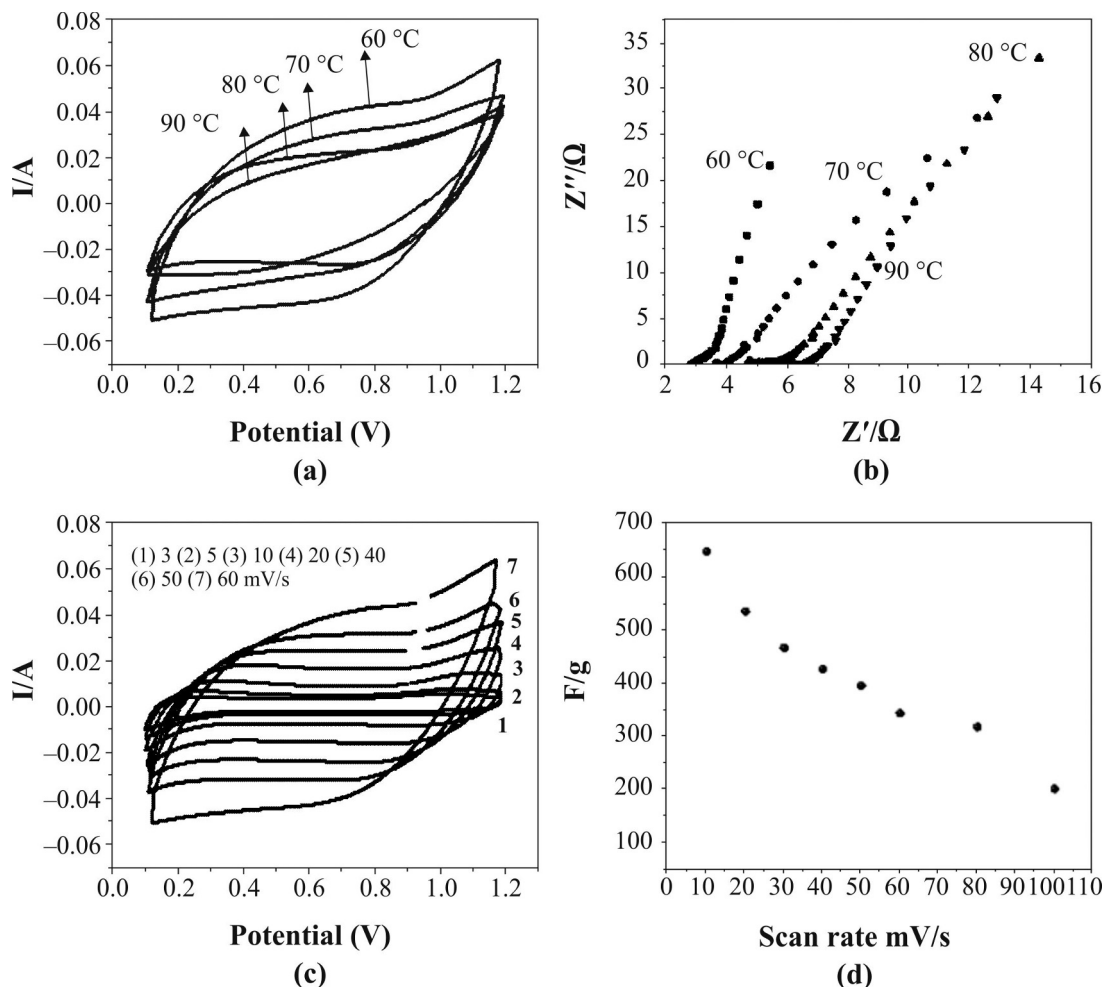 0.08
0.06
0.04
0.02
0.00
−0.02
−0.04
−0.06
I/A
60 °C
70 °C
80 °C
90 °C
0.0 0.2 0.4 0.6 0.8 1.0 1.2
Potential (V)
(a)
35
30
25
20
15
10
5
0
Z″/Ω
80 °C
60 °C
70 °C
90 °C
2 4 6 8 10 12 14 16
Z′/Ω
(b)
0.08
0.06
0.04
0.02
0.00
−0.02
−0.04
−0.06
I/A
(1) 3 (2) 5 (3) 10 (4) 20 (5) 40
(6) 50 (7) 60 mV/s
7
6
5
4
3
2
1
0.0 0.2 0.4 0.6 0.8 1.0 1.2
Potential (V)
(c)
700
600
500
400
300
200
100
F/g
0 10 20 30 40 50 60 70 80 90 100 110
Scan rate mV/s
(d)